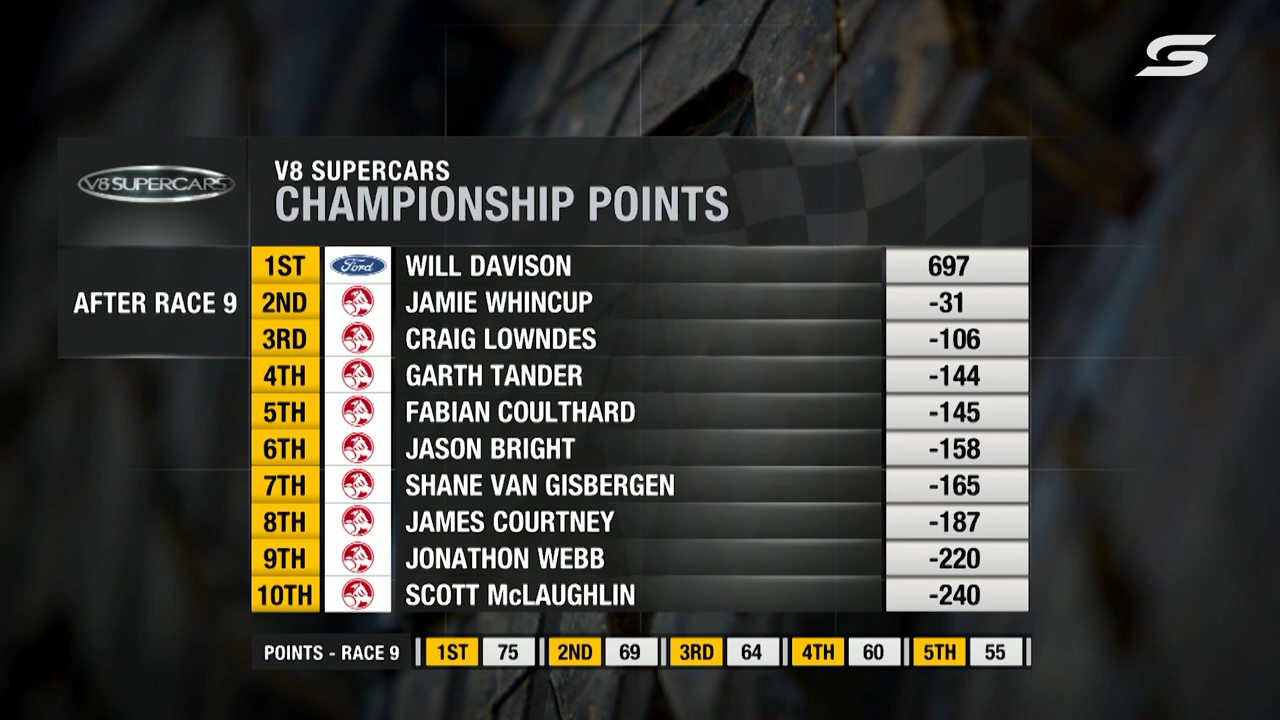 V8 SUPERCARS
V8 SUPERCARS
CHAMPIONSHIP POINTS
AFTER RACE 9
1ST Ford WILL DAVISON 697
2ND JAMIE WHINCUP -31
3RD CRAIG LOWNDES -106
4TH GARTH TANDER -144
5TH FABIAN COULTHARD -145
6TH JASON BRIGHT -158
7TH SHANE VAN GISBERGEN -165
8TH JAMES COURTNEY -187
9TH JONATHON WEBB -220
10TH SCOTT McLAUGHLIN -240
POINTS - RACE 9 1ST 75 2ND 69 3RD 64 4TH 60 5TH 55